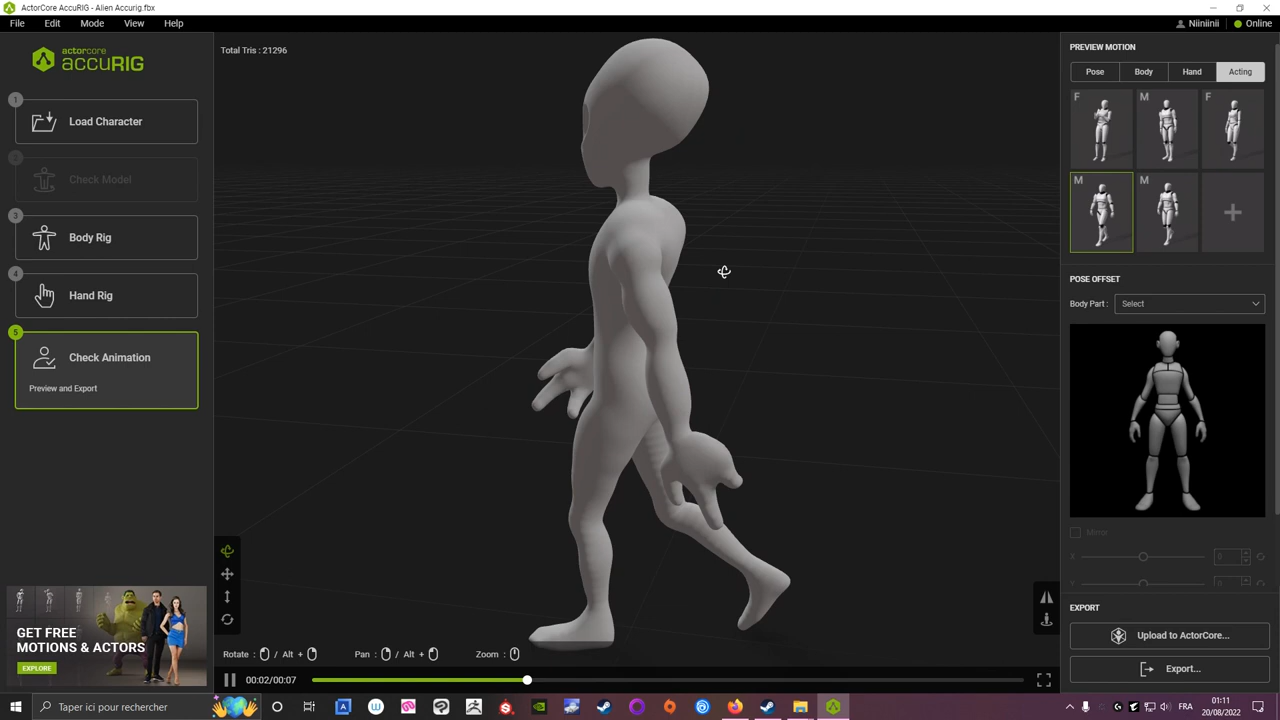 ActorCore AccuRIG - Alien Accurig.fbx
File Edit Mode View Help
Niiniinii Online
actorcore
accuRIG
1
Load Character
2
Check Model
3
Body Rig
4
Hand Rig
5
Check Animation
Preview and Export
GET FREE
MOTIONS & ACTORS
EXPLORE
Total Tris : 21296
Rotate : / Alt + Pan : / Alt + Zoom :
00:02/00:07
PREVIEW MOTION
Pose Body Hand Acting
F M F
M M
POSE OFFSET
Body Part : Select
Mirror
X 0
Y 0
EXPORT
Upload to ActorCore...
Export...
Taper ici pour rechercher
FRA
01:11
20/08/2022